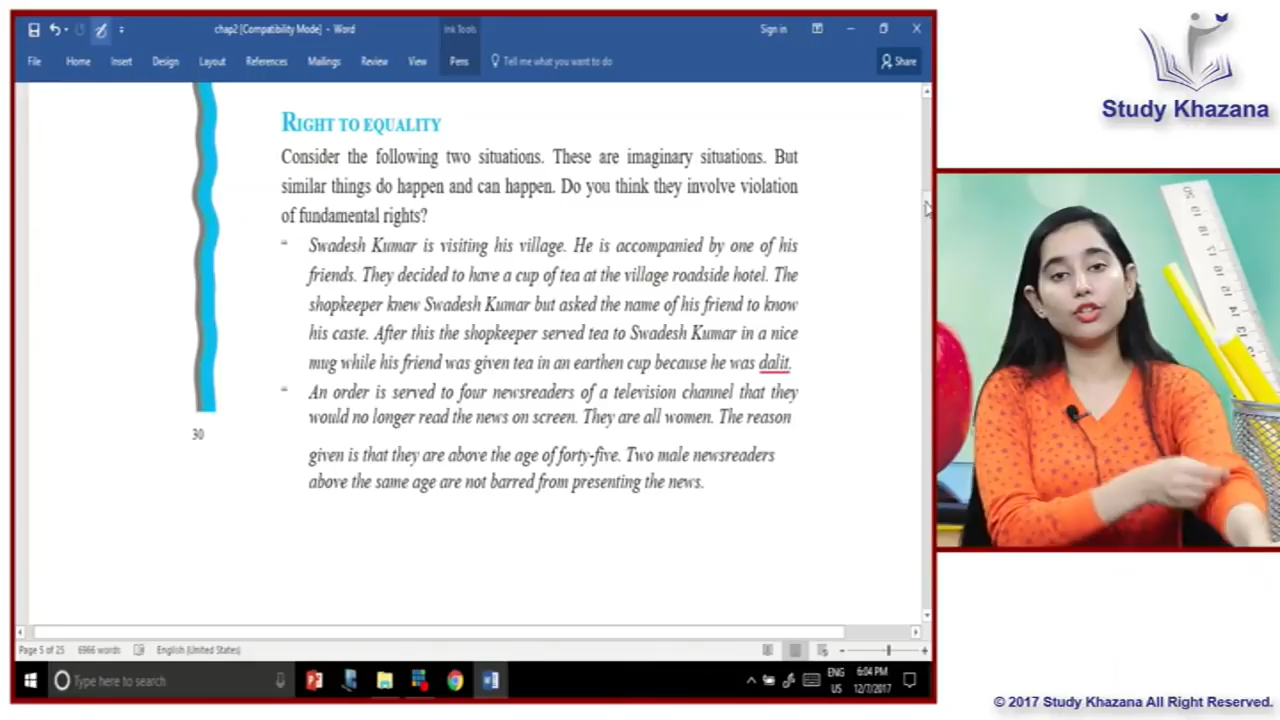 chap2 [Compatibility Mode] - Word
Ink Tools
Sign in
File Home Insert Design Layout References Mailings Review View Pens Tell me what you want to do Share
Study Khazana
RIGHT TO EQUALITY
Consider the following two situations. These are imaginary situations. But
similar things do happen and can happen. Do you think they involve violation
of fundamental rights?
Swadesh Kumar is visiting his village. He is accompanied by one of his
friends. They decided to have a cup of tea at the village roadside hotel. The
shopkeeper knew Swadesh Kumar but asked the name of his friend to know
his caste. After this the shopkeeper served tea to Swadesh Kumar in a nice
mug while his friend was given tea in an earthen cup because he was dalit.
An order is served to four newsreaders of a television channel that they
would no longer read the news on screen. They are all women. The reason
30
given is that they are above the age of forty-five. Two male newsreaders
above the same age are not barred from presenting the news.
Page 5 of 25 6966 words English (United States)
Type here to search
ENG
US
6:04 PM
12/7/2017
© 2017 Study Khazana All Right Reserved.